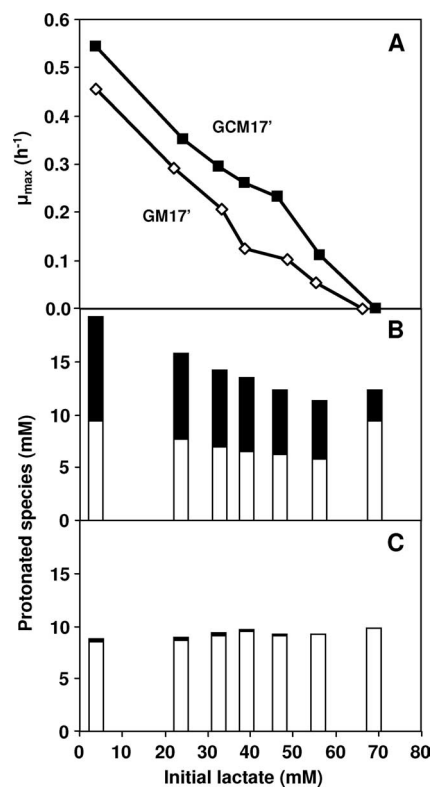 A
0.6
0.5
0.4
0.3
0.2
0.1
0.0
μmax (h-1)
GCM17'
GM17'
B
15
10
5
0
Protonated species (mM)
C
15
10
5
0
0 10 20 30 40 50 60 70 80
Initial lactate (mM)